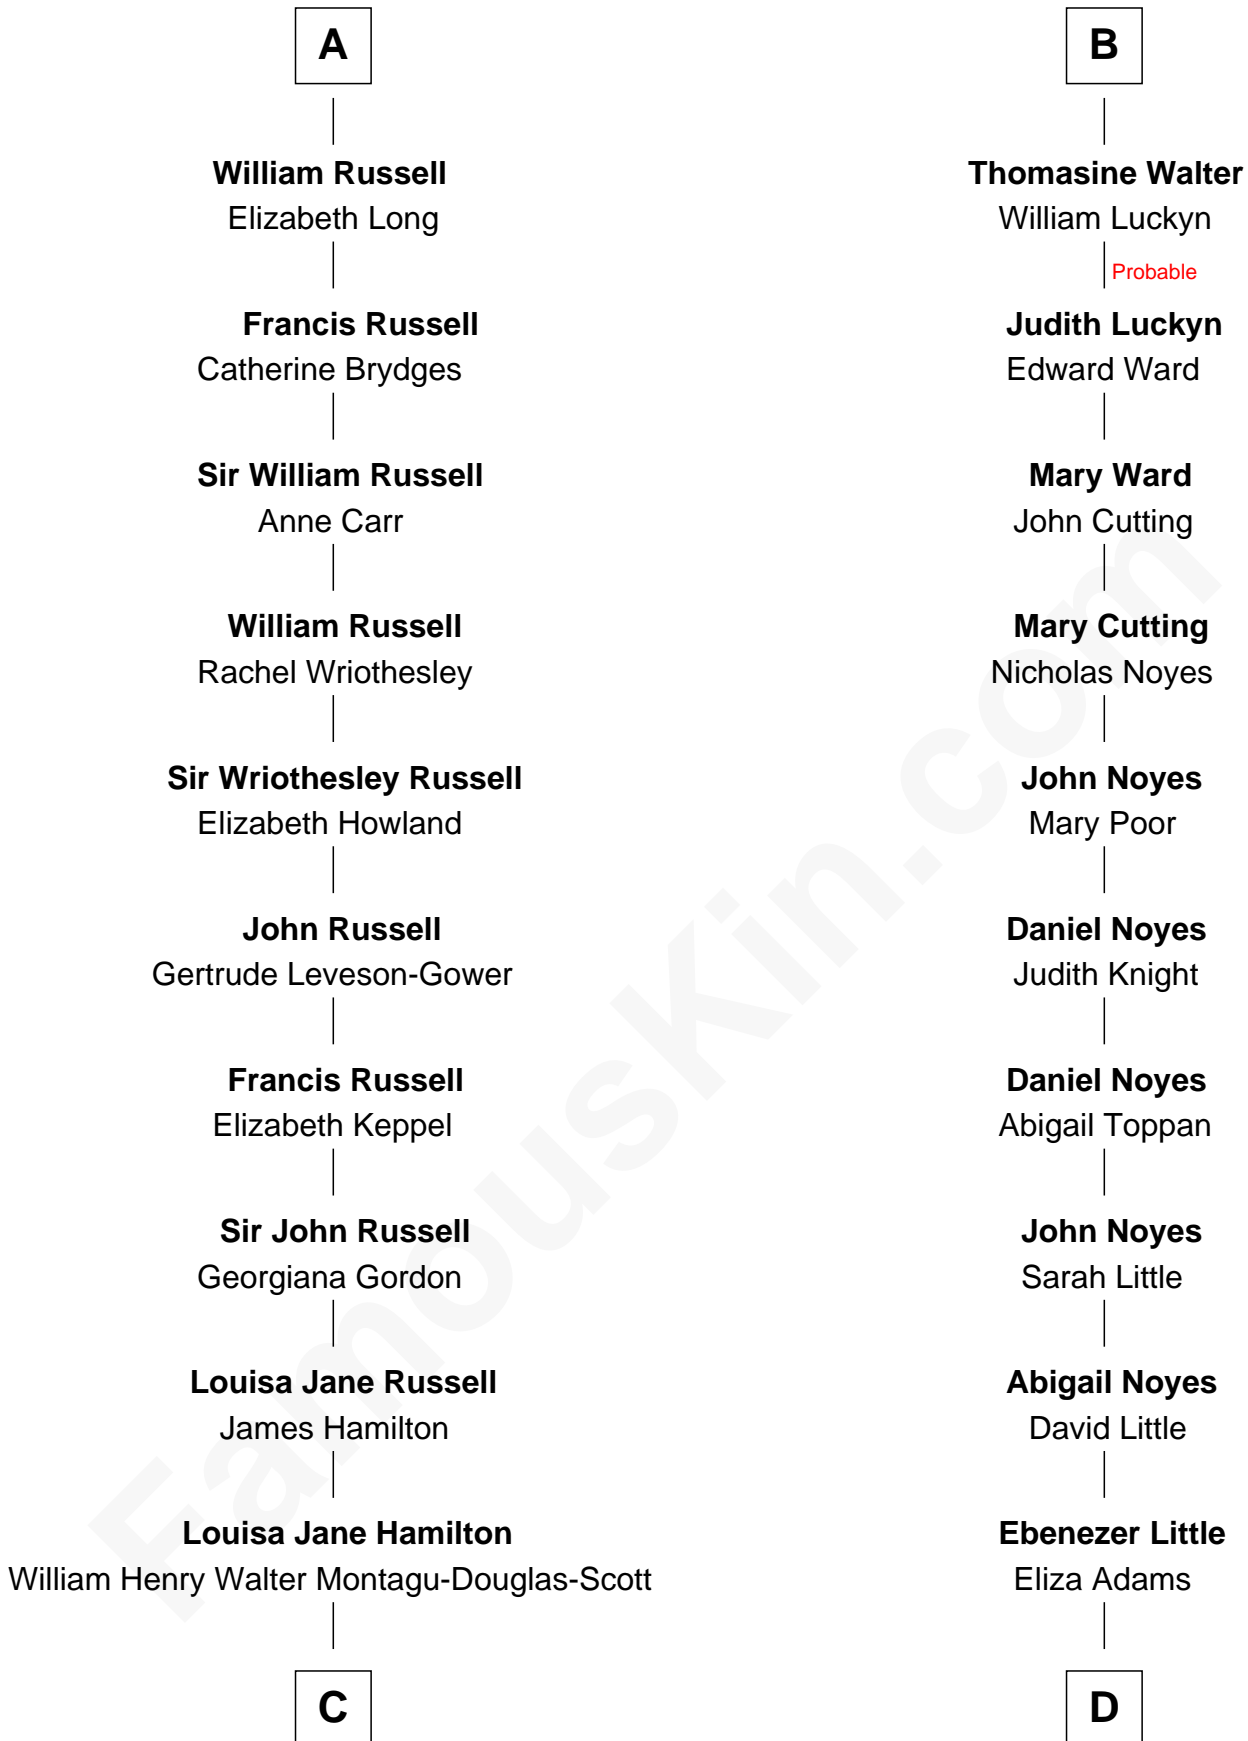 A
William Russell
Elizabeth Long
Francis Russell
Catherine Brydges
Sir William Russell
Anne Carr
William Russell
Rachel Wriothesley
Sir Wriothesley Russell
Elizabeth Howland
John Russell
Gertrude Leveson-Gower
Francis Russell
Elizabeth Keppel
Sir John Russell
Georgiana Gordon
Louisa Jane Russell
James Hamilton
Louisa Jane Hamilton
William Henry Walter Montagu-Douglas-Scott
C
B
Thomasine Walter
William Luckyn
Probable
Judith Luckyn
Edward Ward
Mary Ward
John Cutting
Mary Cutting
Nicholas Noyes
John Noyes
Mary Poor
Daniel Noyes
Judith Knight
Daniel Noyes
Abigail Toppan
John Noyes
Sarah Little
Abigail Noyes
David Little
Ebenezer Little
Eliza Adams
D
FamousKin.com